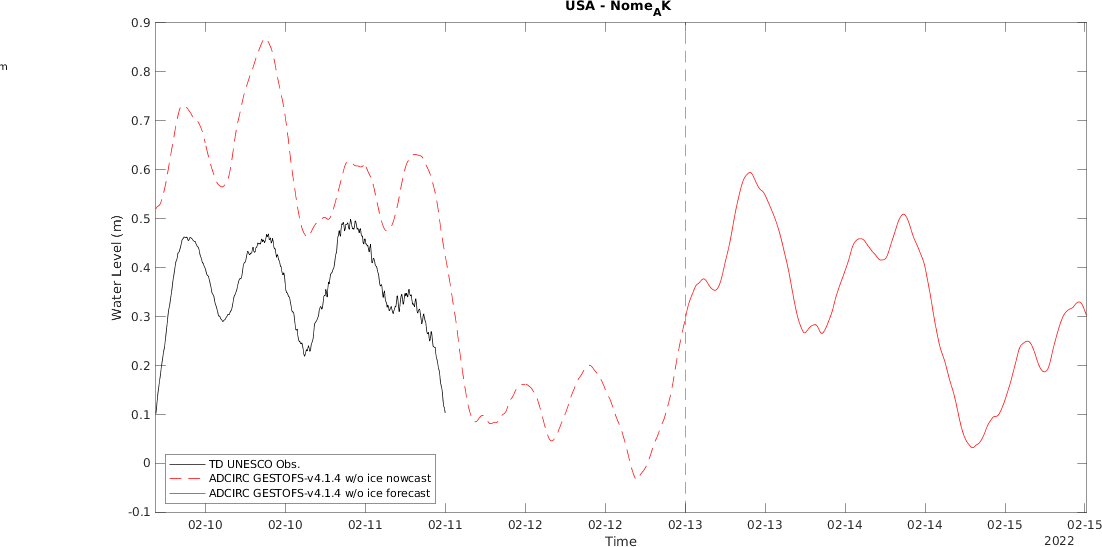 USA - Nome_AK
m
Water Level (m)
0.9
0.8
0.7
0.6
0.5
0.4
0.3
0.2
0.1
0
-0.1
TD UNESCO Obs.
ADCIRC GESTOFS-v4.1.4 w/o ice nowcast
ADCIRC GESTOFS-v4.1.4 w/o ice forecast
02-10 02-10 02-11 02-11 02-12 02-12 02-13 02-13 02-14 02-14 02-15 02-15
Time
2022